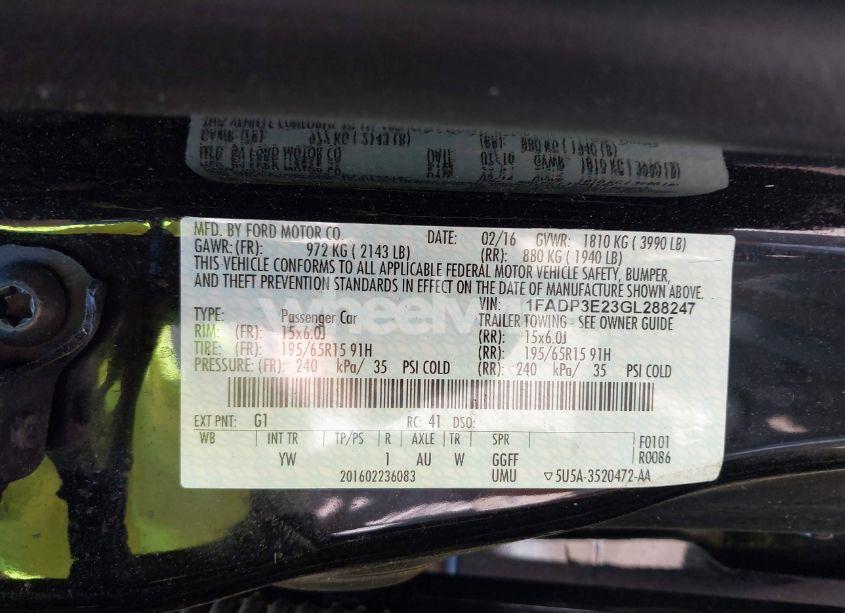 MFD. BY FORD MOTOR CO. DATE: 02/16 GVWR: 1810 KG ( 3990 LB)
GAWR: (FR): 972 KG ( 2143 LB) (RR): 880 KG ( 1940 LB)
THIS VEHICLE CONFORMS TO ALL APPLICABLE FEDERAL MOTOR VEHICLE SAFETY, BUMPER,
AND THEFT PREVENTION STANDARDS IN EFFECT ON THE DATE OF MANUFACTURE SHOWN ABOVE.
VIN: 1FADP3E23GL288247
TYPE: Passenger Car TRAILER TOWING - SEE OWNER GUIDE
RIM: (FR): 15x6.0J (RR): 15x6.0J
TIRE: (FR): 195/65R15 91H (RR): 195/65R15 91H
PRESSURE: (FR): 240 kPa/ 35 PSI COLD (RR): 240 kPa/ 35 PSI COLD
EXT PNT: G1 RC: 41 DSO:
WB INT TR TP/PS R AXLE TR SPR F0101
YW 1 AU W GGFF R0086
201602236083 UMU ▽5U5A-3520472-AA